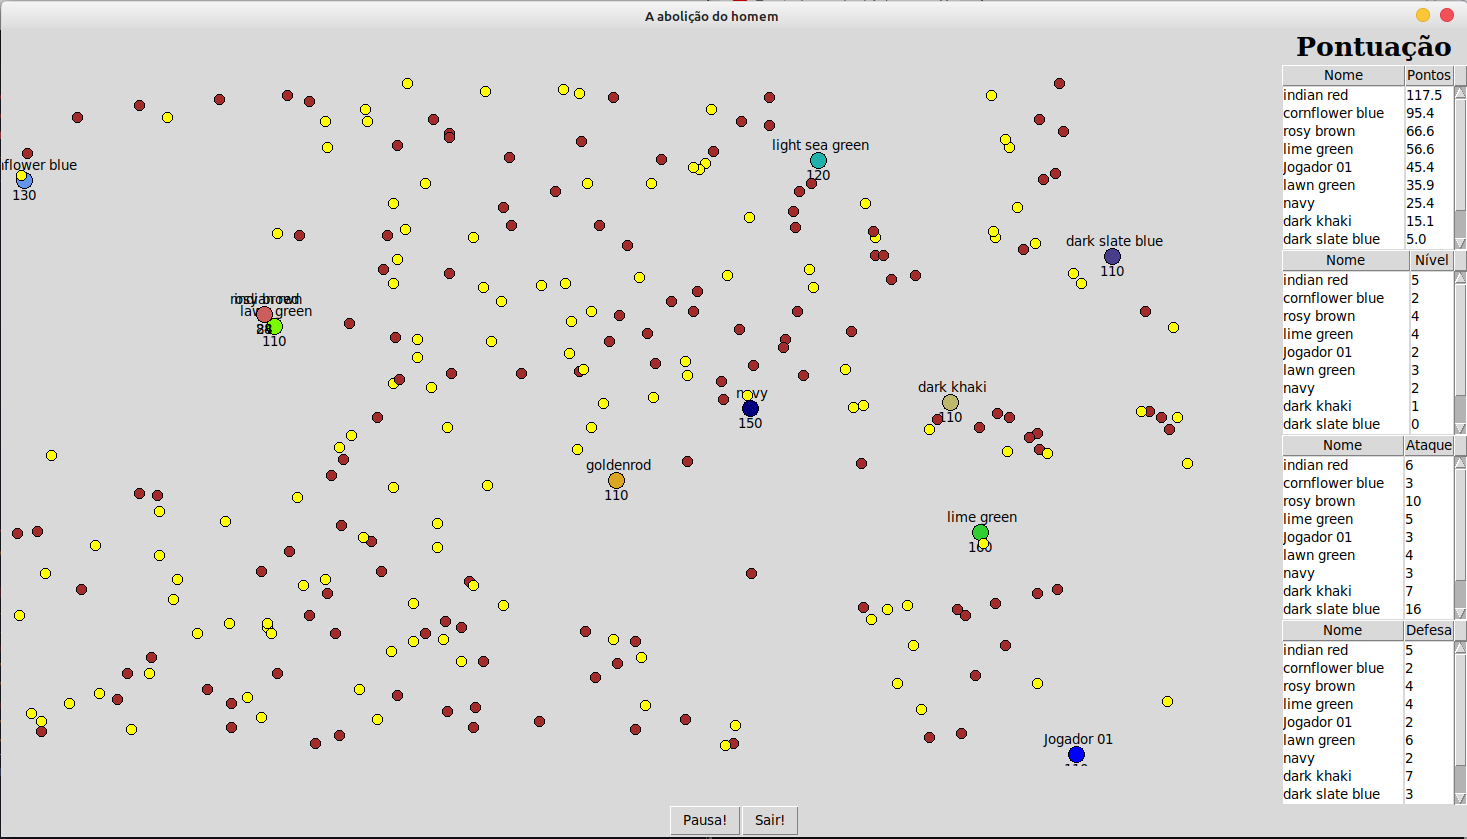 A abolição do homem
Pontuação
Nome Pontos
indian red 117.5
cornflower blue 95.4
rosy brown 66.6
lime green 56.6
Jogador 01 45.4
lawn green 35.9
navy 25.4
dark khaki 15.1
dark slate blue 5.0
Nome Nível
indian red 5
cornflower blue 2
rosy brown 4
lime green 4
Jogador 01 2
lawn green 3
navy 2
dark khaki 1
dark slate blue 0
Nome Ataque
indian red 6
cornflower blue 3
rosy brown 10
lime green 5
Jogador 01 3
lawn green 4
navy 3
dark khaki 7
dark slate blue 16
Nome Defesa
indian red 5
cornflower blue 2
rosy brown 4
lime green 4
Jogador 01 2
lawn green 6
navy 2
dark khaki 7
dark slate blue 3
light sea green
120
nflower blue
130
dark slate blue
110
lawn green
110
dark khaki
110
navy
150
goldenrod
110
lime green
Jogador 01
Pausa! Sair!